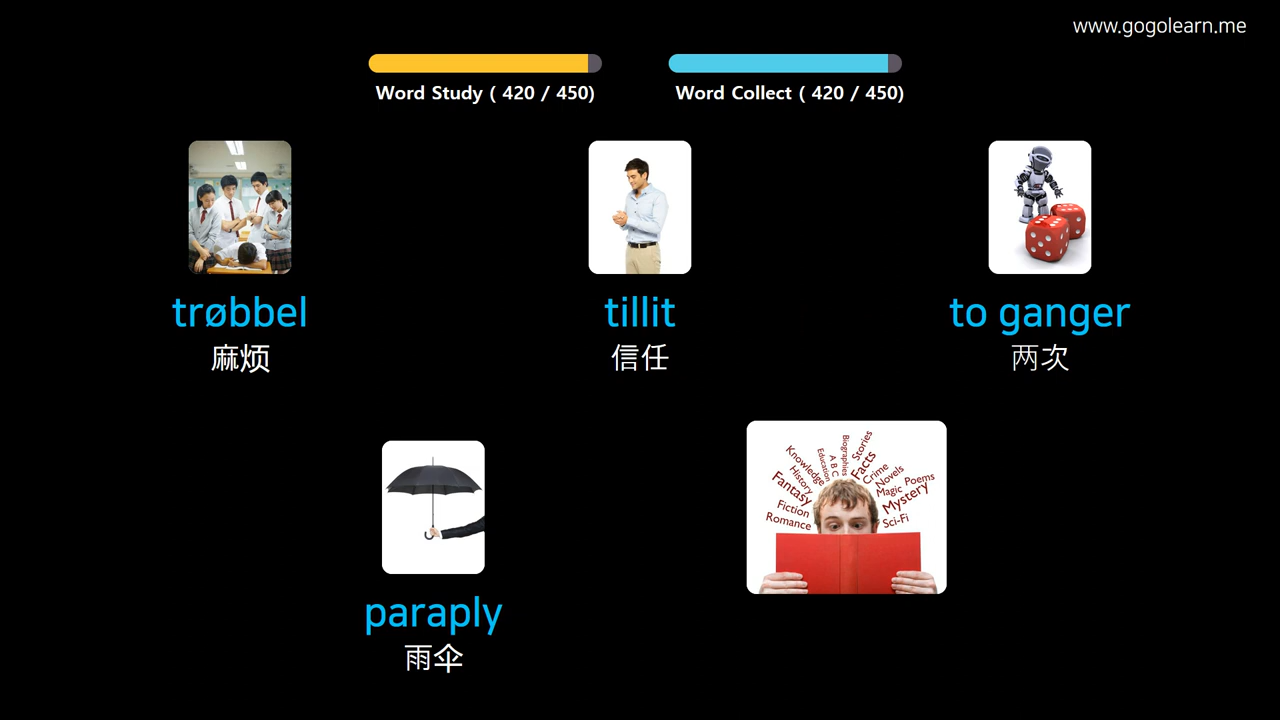 www.gogolearn.me
Word Study ( 420 / 450)
Word Collect ( 420 / 450)
trøbbel
麻烦
tillit
信任
to ganger
两次
paraply
雨伞
Knowledge
History
Fantasy
Fiction
Romance
Education
A B C
Biographies
Stories
Facts
Crime
Novels
Magic
Poems
Mystery
Sci-Fi